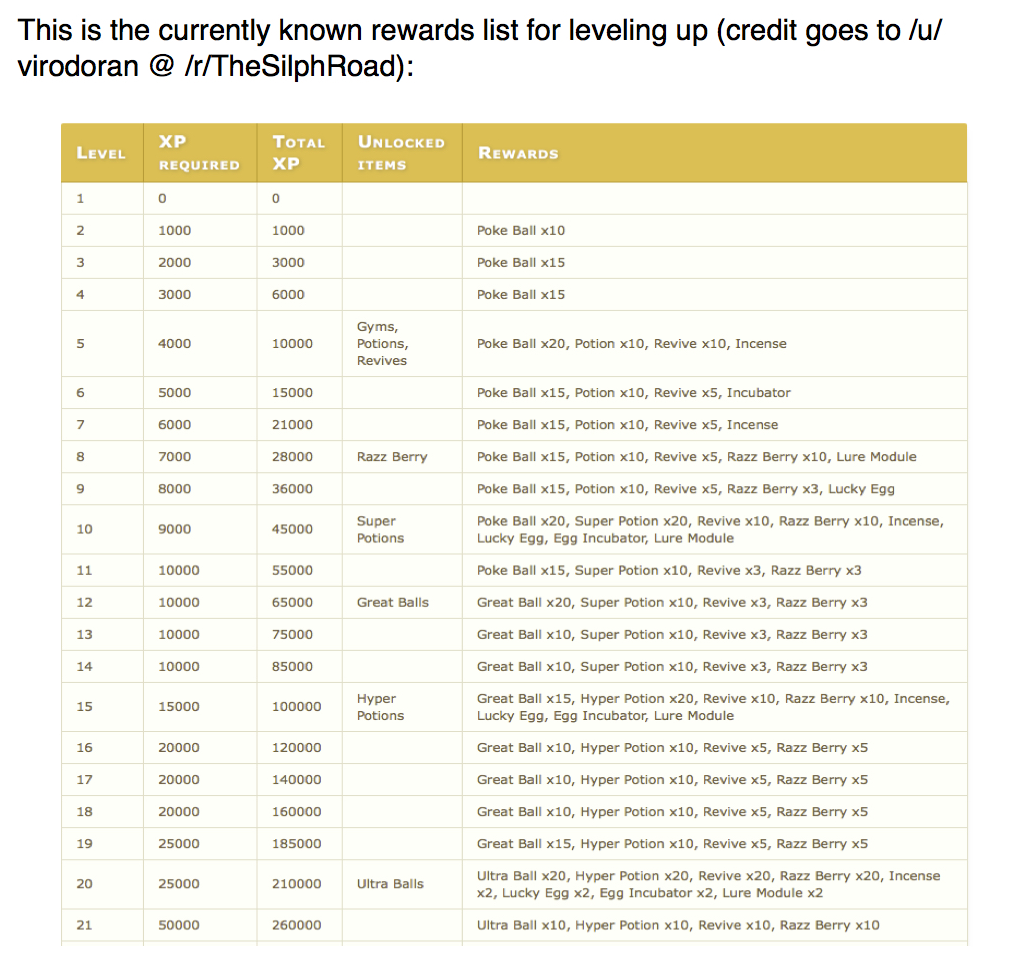 This is the currently known rewards list for leveling up (credit goes to /u/
virodoran @ /r/TheSilphRoad):
LEVEL XP REQUIRED TOTAL XP UNLOCKED ITEMS REWARDS
1 0 0
2 1000 1000 Poke Ball x10
3 2000 3000 Poke Ball x15
4 3000 6000 Poke Ball x15
5 4000 10000 Gyms, Potions, Revives Poke Ball x20, Potion x10, Revive x10, Incense
6 5000 15000 Poke Ball x15, Potion x10, Revive x5, Incubator
7 6000 21000 Poke Ball x15, Potion x10, Revive x5, Incense
8 7000 28000 Razz Berry Poke Ball x15, Potion x10, Revive x5, Razz Berry x10, Lure Module
9 8000 36000 Poke Ball x15, Potion x10, Revive x5, Razz Berry x3, Lucky Egg
10 9000 45000 Super Potions Poke Ball x20, Super Potion x20, Revive x10, Razz Berry x10, Incense,
Lucky Egg, Egg Incubator, Lure Module
11 10000 55000 Poke Ball x15, Super Potion x10, Revive x3, Razz Berry x3
12 10000 65000 Great Balls Great Ball x20, Super Potion x10, Revive x3, Razz Berry x3
13 10000 75000 Great Ball x10, Super Potion x10, Revive x3, Razz Berry x3
14 10000 85000 Great Ball x10, Super Potion x10, Revive x3, Razz Berry x3
15 15000 100000 Hyper Potions Great Ball x15, Hyper Potion x20, Revive x10, Razz Berry x10, Incense,
Lucky Egg, Egg Incubator, Lure Module
16 20000 120000 Great Ball x10, Hyper Potion x10, Revive x5, Razz Berry x5
17 20000 140000 Great Ball x10, Hyper Potion x10, Revive x5, Razz Berry x5
18 20000 160000 Great Ball x10, Hyper Potion x10, Revive x5, Razz Berry x5
19 25000 185000 Great Ball x15, Hyper Potion x10, Revive x5, Razz Berry x5
20 25000 210000 Ultra Balls Ultra Ball x20, Hyper Potion x20, Revive x20, Razz Berry x20, Incense
x2, Lucky Egg x2, Egg Incubator x2, Lure Module x2
21 50000 260000 Ultra Ball x10, Hyper Potion x10, Revive x10, Razz Berry x10